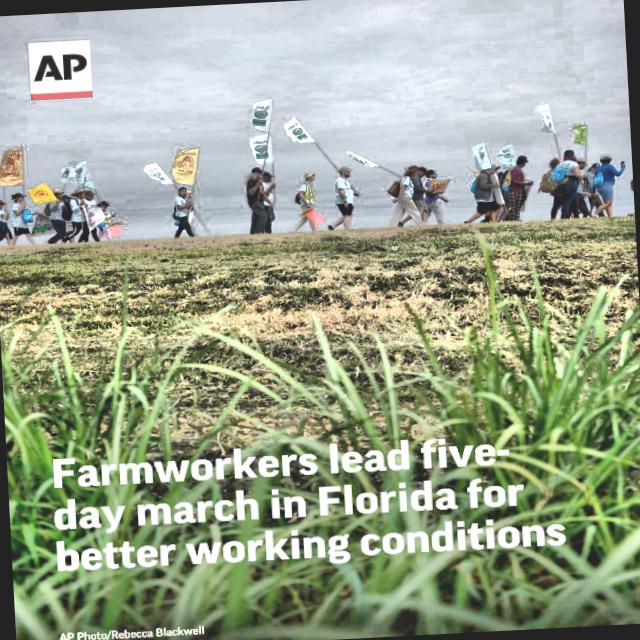 AP
Farmworkers lead five-
day march in Florida for
better working conditions
AP Photo/Rebecca Blackwell